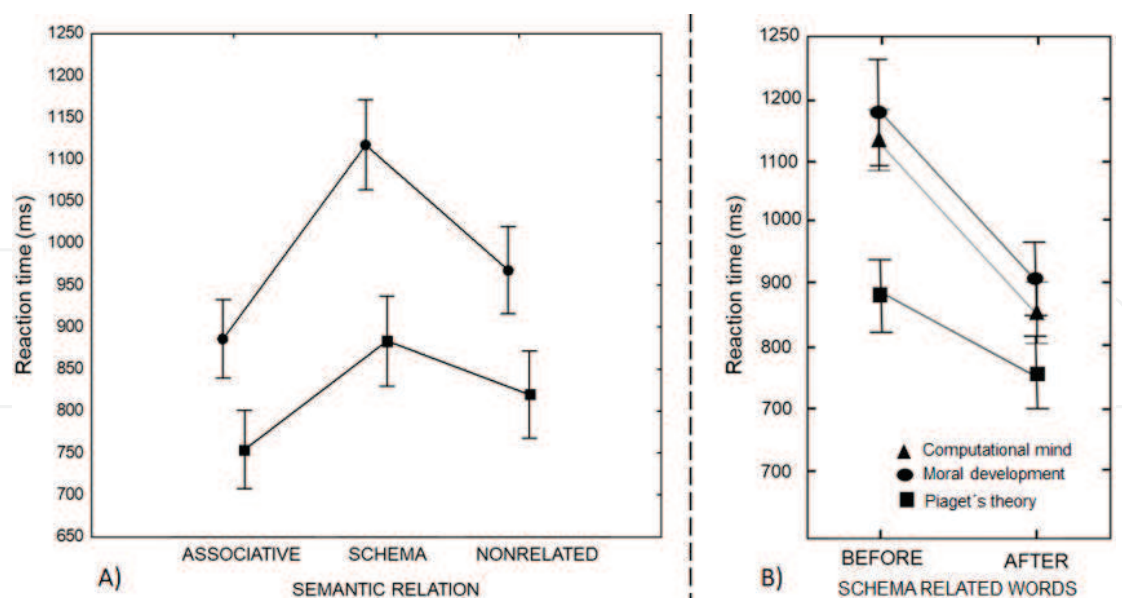 1250
1200
1150
1100
1050
1000
950
900
850
800
750
700
650
Reaction time (ms)
ASSOCIATIVE SCHEMA NONRELATED
A)
SEMANTIC RELATION
1250
1200
1100
1000
900
800
700
700
Reaction time (ms)
Computational mind
Moral development
Piaget´s theory
BEFORE AFTER
B)
SCHEMA RELATED WORDS